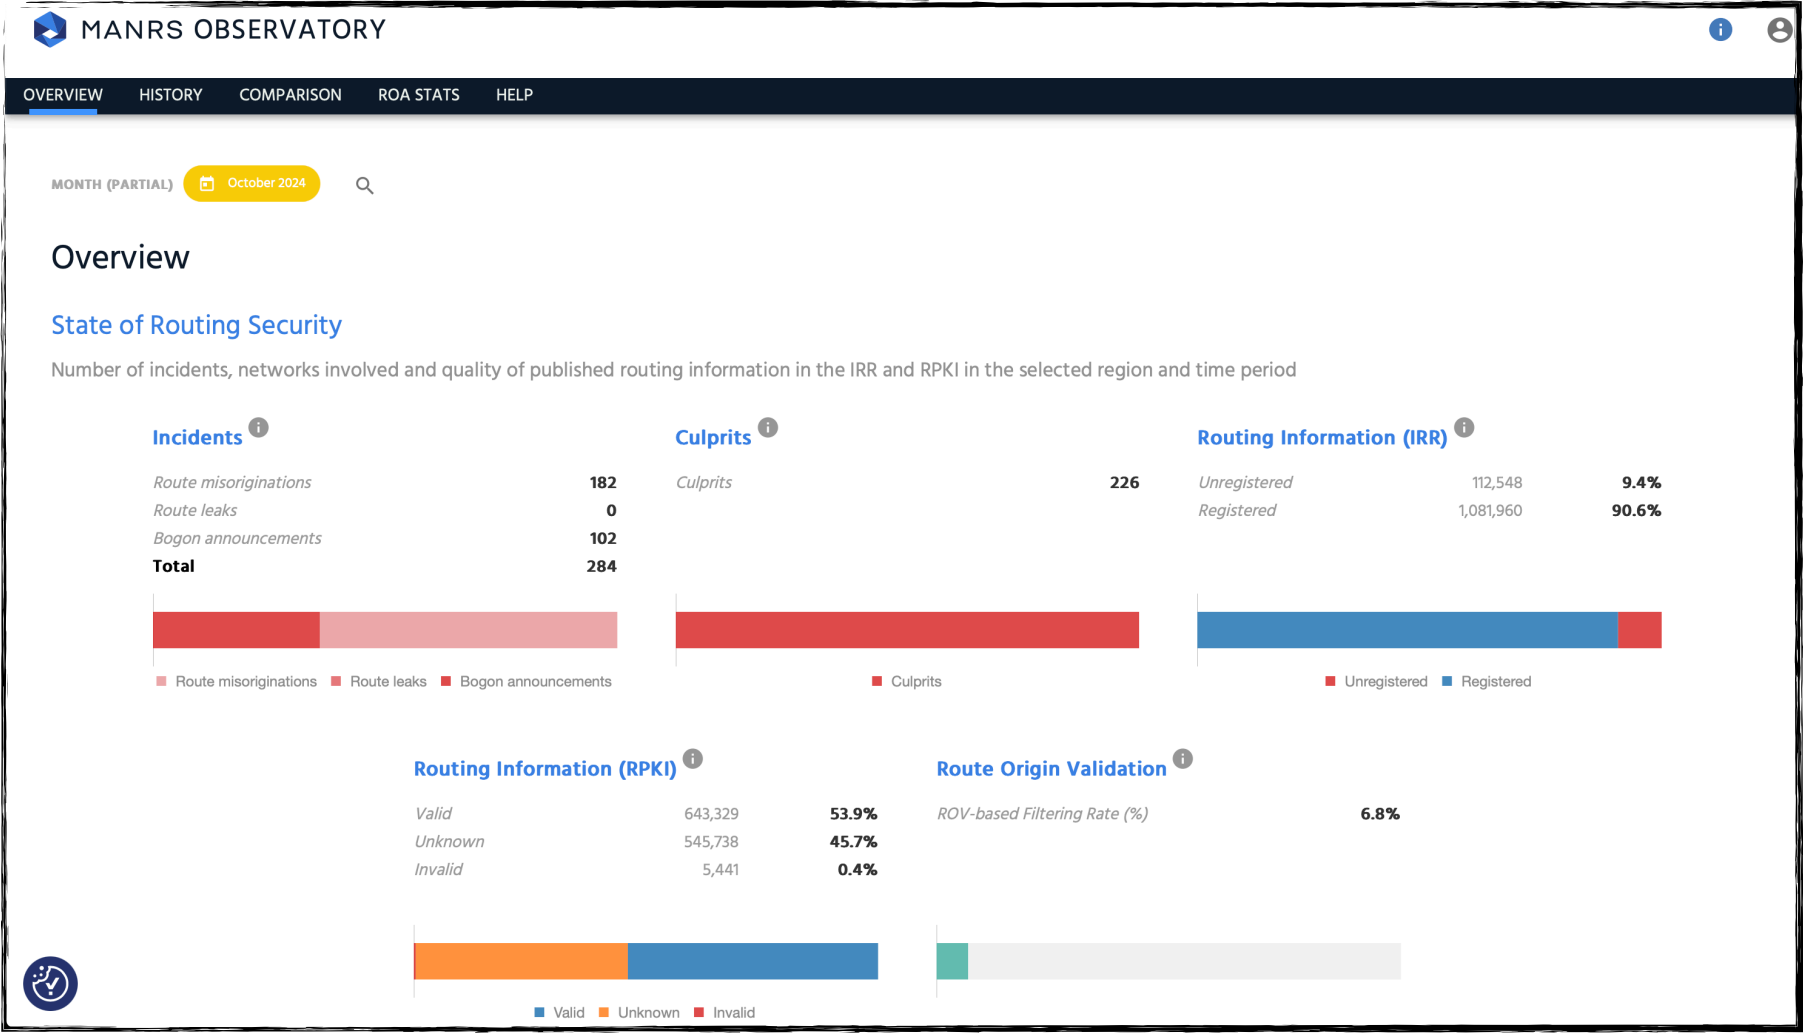 MANRS OBSERVATORY
OVERVIEW HISTORY COMPARISON ROA STATS HELP
MONTH (PARTIAL) October 2024
Overview
State of Routing Security
Number of incidents, networks involved and quality of published routing information in the IRR and RPKI in the selected region and time period
Incidents
Route misoriginations 182
Route leaks 0
Bogon announcements 102
Total 284
Route misoriginations Route leaks Bogon announcements
Culprits
Culprits 226
Culprits
Routing Information (IRR)
Unregistered 112,548 9.4%
Registered 1,081,960 90.6%
Unregistered Registered
Routing Information (RPKI)
Valid 643,329 53.9%
Unknown 545,738 45.7%
Invalid 5,441 0.4%
Valid Unknown Invalid
Route Origin Validation
ROV-based Filtering Rate (%) 6.8%